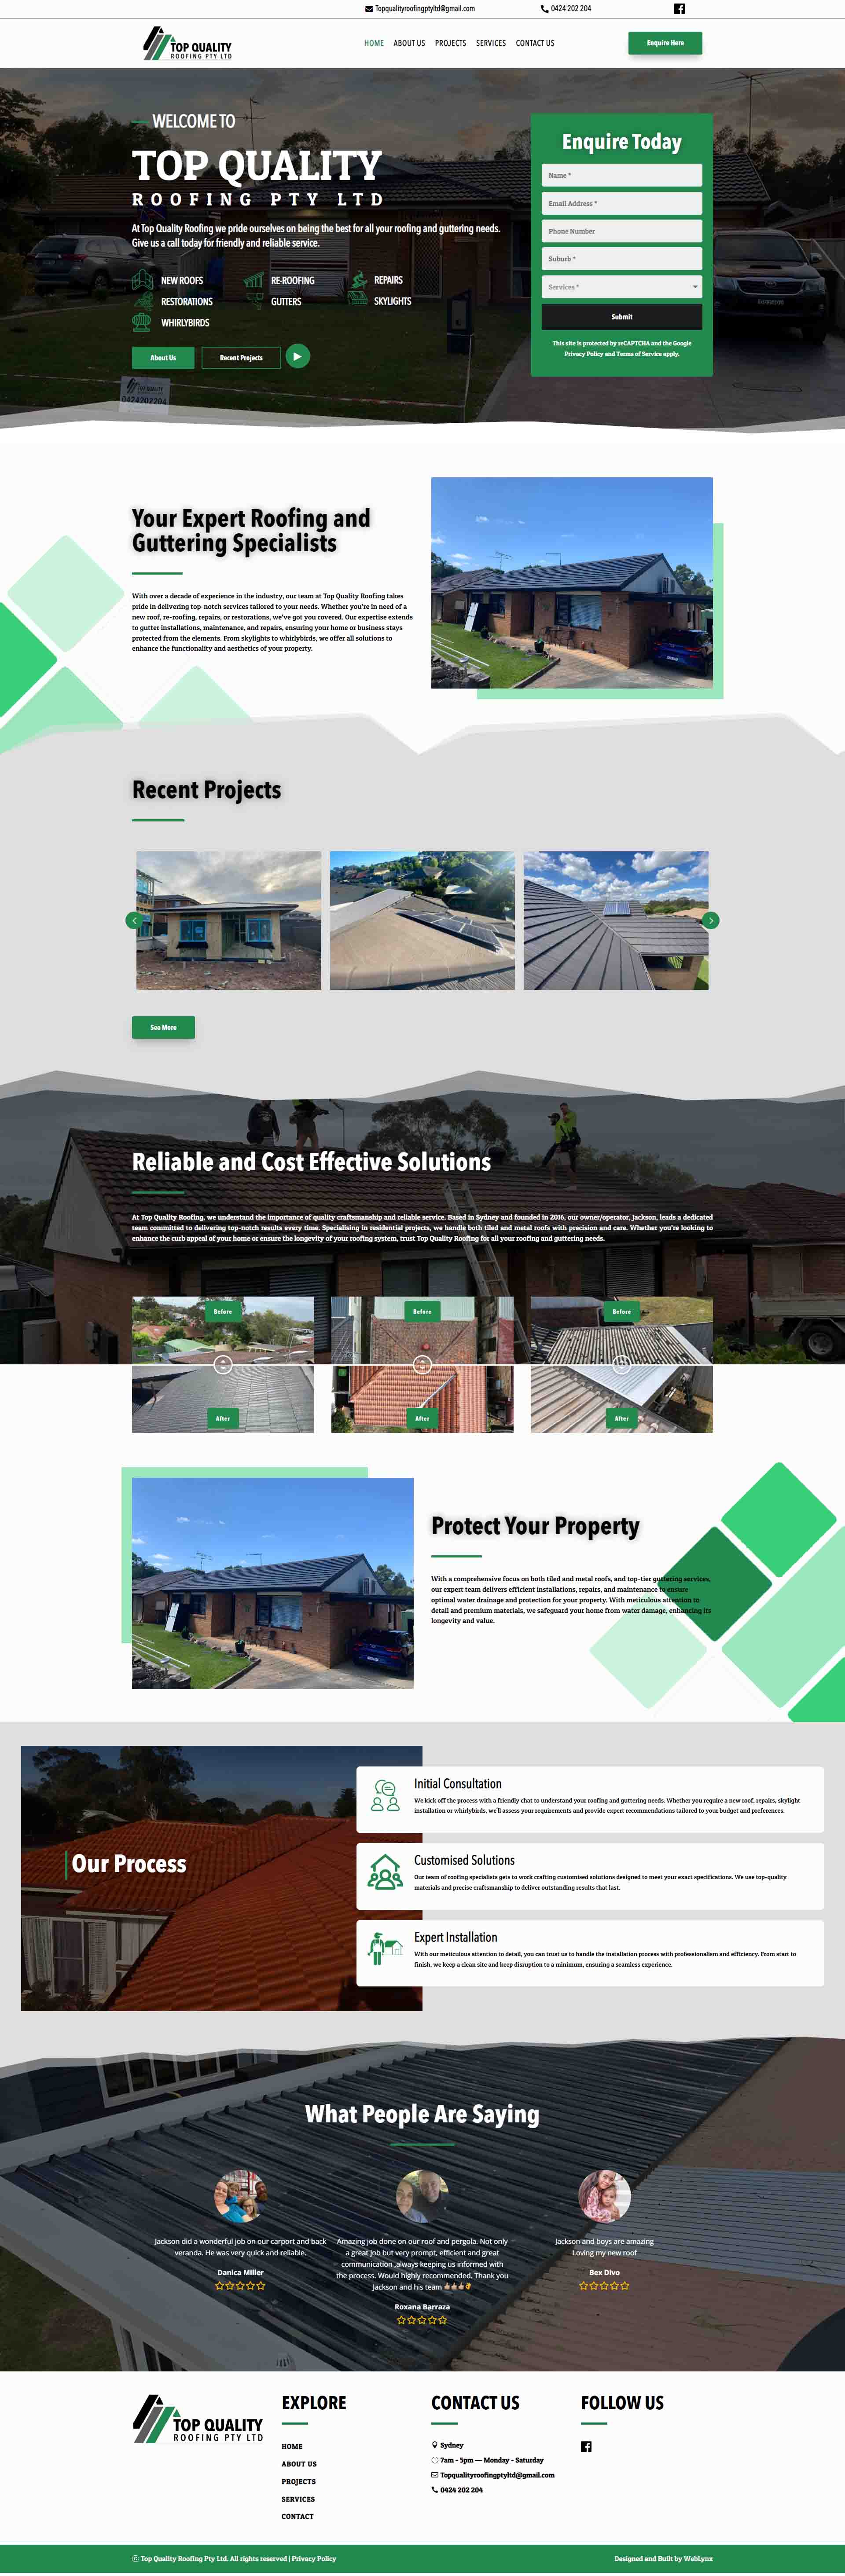 Topqualityroofingptyltd@gmail.com
0424 202 204
TOP QUALITY
ROOFING PTY LTD
HOME
ABOUT US
PROJECTS
SERVICES
CONTACT US
Enquire Here
WELCOME TO
TOP QUALITY
ROOFING PTY LTD
At Top Quality Roofing we pride ourselves on being the best for all your roofing and guttering needs.
Give us a call today for friendly and reliable service.
NEW ROOFS
RE-ROOFING
REPAIRS
RESTORATIONS
GUTTERS
SKYLIGHTS
WHIRLYBIRDS
About Us
Recent Projects
TOP QUALITY
0424202204
Enquire Today
Name *
Email Address *
Phone Number
Suburb *
Services *
Submit
This site is protected by reCAPTCHA and the Google
Privacy Policy and Terms of Service apply.
Your Expert Roofing and
Guttering Specialists
With over a decade of experience in the industry, our team at Top Quality Roofing takes
pride in delivering top-notch services tailored to your needs. Whether you're in need of a
new roof, re-roofing, repairs, or restorations, we've got you covered. Our expertise extends
to gutter installations, maintenance, and repairs, ensuring your home or business stays
protected from the elements. From skylights to whirlybirds, we offer all solutions to
enhance the functionality and aesthetics of your property.
Recent Projects
See More
Reliable and Cost Effective Solutions
At Top Quality Roofing, we understand the importance of quality craftsmanship and reliable service. Based in Sydney and founded in 2016, our owner/operator, Jackson, leads a dedicated
team committed to delivering top-notch results every time. Specialising in residential projects, we handle both tiled and metal roofs with precision and care. Whether you're looking to
enhance the curb appeal of your home or ensure the longevity of your roofing system, trust Top Quality Roofing for all your roofing and guttering needs.
Before
Before
Before
After
After
After
Protect Your Property
With a comprehensive focus on both tiled and metal roofs, and top-tier guttering services,
our expert team delivers efficient installations, repairs, and maintenance to ensure
optimal water drainage and protection for your property. With meticulous attention to
detail and premium materials, we safeguard your home from water damage, enhancing its
longevity and value.
Our Process
Initial Consultation
We kick off the process with a friendly chat to understand your roofing and guttering needs. Whether you require a new roof, repairs, skylight
installation or whirlybirds, we'll assess your requirements and provide expert recommendations tailored to your budget and preferences.
Customised Solutions
Our team of roofing specialists gets to work crafting customised solutions designed to meet your exact specifications. We use top-quality
materials and precise craftsmanship to deliver outstanding results that last.
Expert Installation
With our meticulous attention to detail, you can trust us to handle the installation process with professionalism and efficiency. From start to
finish, we keep a clean site and keep disruption to a minimum, ensuring a seamless experience.
What People Are Saying
Jackson did a wonderful job on our carport and back
veranda. He was very quick and reliable.
Danica Miller
Amazing job done on our roof and pergola. Not only
a great job but very prompt, efficient and great
communication ,always keeping us informed with
the process. Would highly recommended. Thank you
Jackson and his team
Roxana Barraza
Jackson and boys are amazing
Loving my new roof
Bex Divo
TOP QUALITY
ROOFING PTY LTD
EXPLORE
HOME
ABOUT US
PROJECTS
SERVICES
CONTACT
CONTACT US
Sydney
7am - 5pm — Monday - Saturday
Topqualityroofingptyltd@gmail.com
0424 202 204
FOLLOW US
© Top Quality Roofing Pty Ltd. All rights reserved | Privacy Policy
Designed and Built by WebLynx